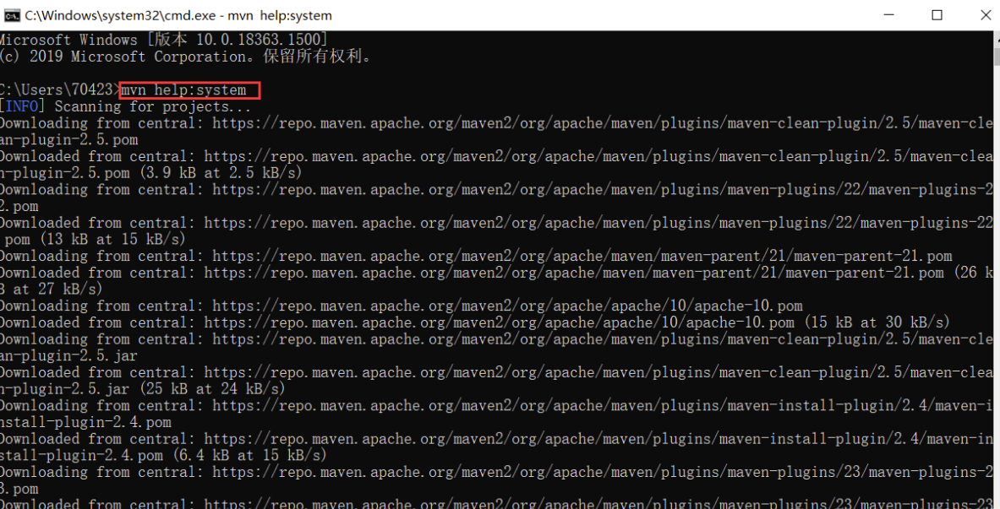 C:\Windows\system32\cmd.exe - mvn  help:system
Microsoft Windows [版本 10.0.18363.1500]
(c) 2019 Microsoft Corporation。保留所有权利。
C:\Users\70423>mvn help:system
[INFO] Scanning for projects...
Downloading from central: https://repo.maven.apache.org/maven2/org/apache/maven/plugins/maven-clean-plugin/2.5/maven-cle
an-plugin-2.5.pom
Downloaded from central: https://repo.maven.apache.org/maven2/org/apache/maven/plugins/maven-clean-plugin/2.5/maven-clea
n-plugin-2.5.pom (3.9 kB at 2.5 kB/s)
Downloading from central: https://repo.maven.apache.org/maven2/org/apache/maven/plugins/maven-plugins/22/maven-plugins-2
2.pom
Downloaded from central: https://repo.maven.apache.org/maven2/org/apache/maven/plugins/maven-plugins/22/maven-plugins-22
.pom (13 kB at 15 kB/s)
Downloading from central: https://repo.maven.apache.org/maven2/org/apache/maven/maven-parent/21/maven-parent-21.pom
Downloaded from central: https://repo.maven.apache.org/maven2/org/apache/maven/maven-parent/21/maven-parent-21.pom (26 k
B at 27 kB/s)
Downloading from central: https://repo.maven.apache.org/maven2/org/apache/apache/10/apache-10.pom
Downloaded from central: https://repo.maven.apache.org/maven2/org/apache/apache/10/apache-10.pom (15 kB at 30 kB/s)
Downloading from central: https://repo.maven.apache.org/maven2/org/apache/maven/plugins/maven-clean-plugin/2.5/maven-cle
an-plugin-2.5.jar
Downloaded from central: https://repo.maven.apache.org/maven2/org/apache/maven/plugins/maven-clean-plugin/2.5/maven-clea
n-plugin-2.5.jar (25 kB at 24 kB/s)
Downloading from central: https://repo.maven.apache.org/maven2/org/apache/maven/plugins/maven-install-plugin/2.4/maven-i
nstall-plugin-2.4.pom
Downloaded from central: https://repo.maven.apache.org/maven2/org/apache/maven/plugins/maven-install-plugin/2.4/maven-in
stall-plugin-2.4.pom (6.4 kB at 15 kB/s)
Downloading from central: https://repo.maven.apache.org/maven2/org/apache/maven/plugins/maven-plugins/23/maven-plugins-2
3.pom
Downloaded from central: https://repo.maven.apache.org/maven2/org/apache/maven/plugins/maven-plugins/23/maven-plugins-23